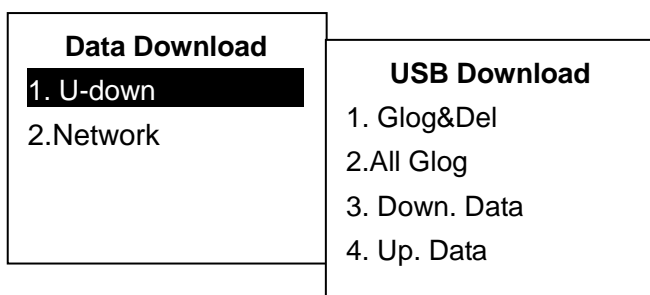 Data Download
1. U-down
2.Network
USB Download
1. Glog&Del
2.All Glog
3. Down. Data
4. Up. Data